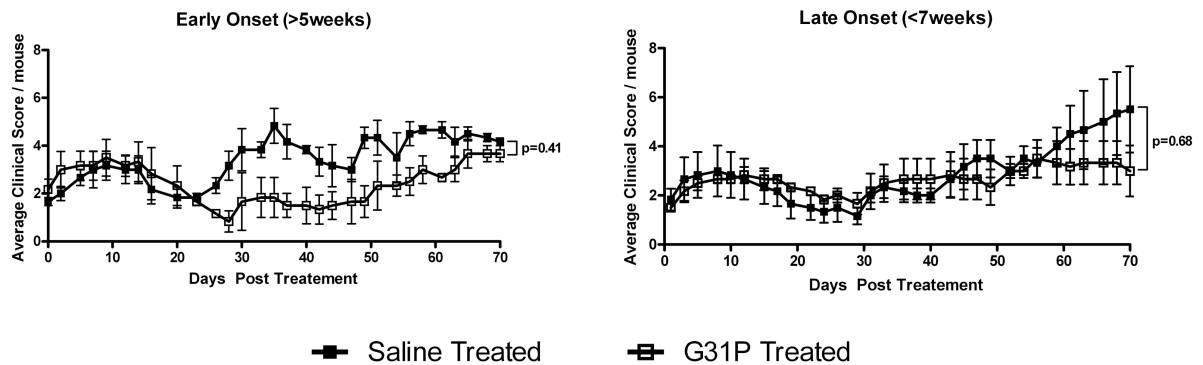 Early Onset (>5weeks)
Average Clinical Score / mouse
8
6
4
2
0
p=0.41
0 10 20 30 40 50 60 70
Days Post Treatement
Late Onset (<7weeks)
Average Clinical Score / mouse
8
6
4
2
0
p=0.68
0 10 20 30 40 50 60 70
Days Post Treatement
Saline Treated
G31P Treated